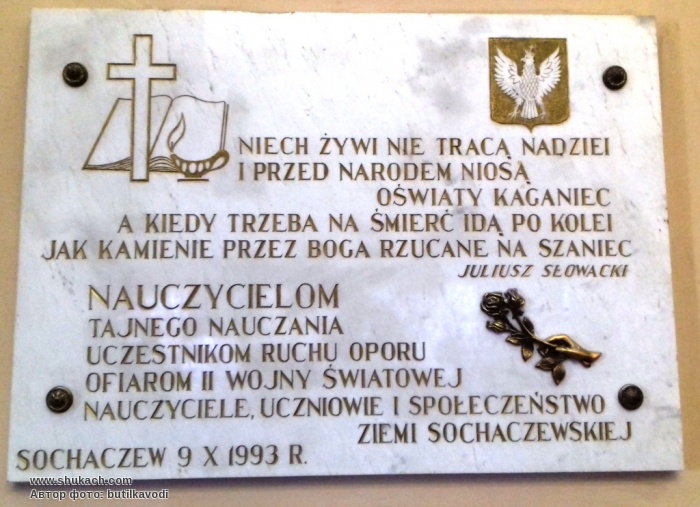 NIECH ŻYWI NIE TRACĄ NADZIEI
I PRZED NARODEM NIOSĄ
OŚWIATY KAGANIEC
A KIEDY TRZEBA NA ŚMIERĆ IDĄ PO KOLEI
JAK KAMIENIE PRZEZ BOGA RZUCANE NA SZANIEC
JULIUSZ SŁOWACKI
NAUCZYCIELOM
TAJNEGO NAUCZANIA
UCZESTNIKOM RUCHU OPORU
OFIAROM II WOJNY ŚWIATOWEJ
NAUCZYCIELE, UCZNIOWIE I SPOŁECZEŃSTWO
ZIEMI SOCHACZEWSKIEJ
SOCHACZEW 9 X 1993 R.
www.shukach.com
Автор фото: butilkavodi